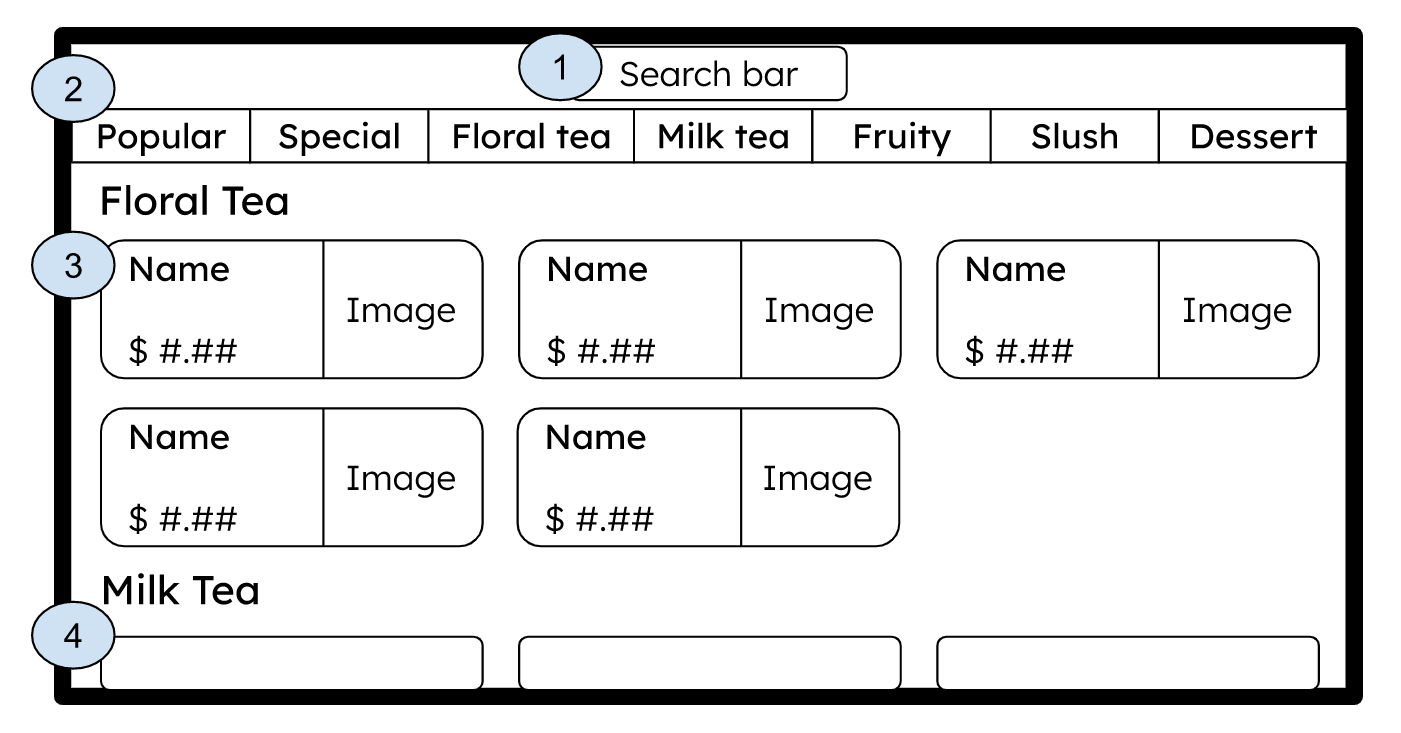 1 Search bar
2
Popular Special Floral tea Milk tea Fruity Slush Dessert
Floral Tea
3 Name Name Name
Image Image Image
$ #.## $ #.## $ #.##
Name Name
Image Image
$ #.## $ #.##
Milk Tea
4